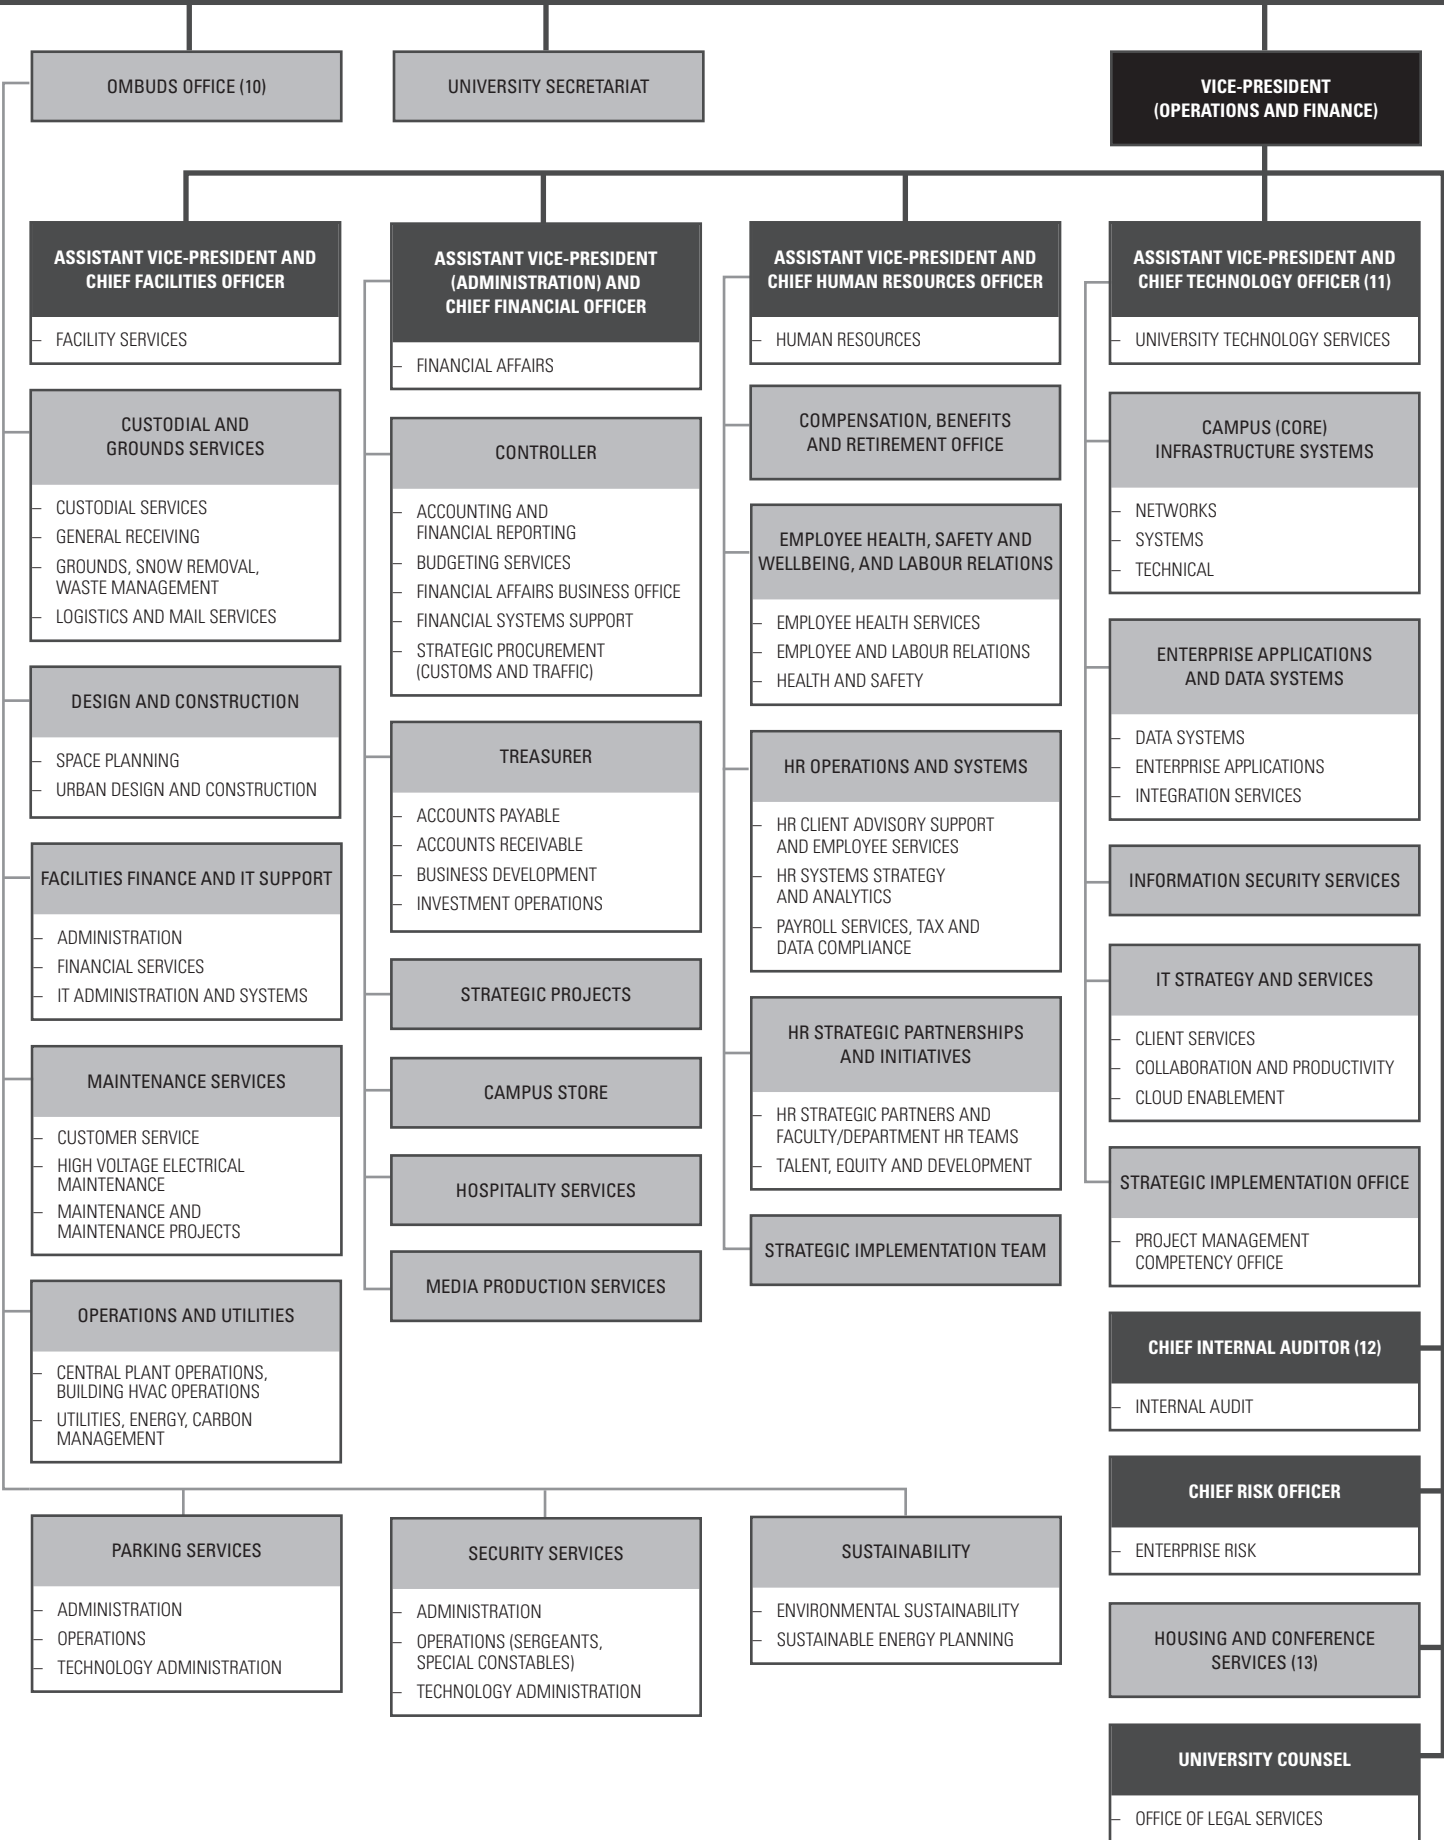 OMBUDS OFFICE (10)
UNIVERSITY SECRETARIAT
VICE-PRESIDENT
(OPERATIONS AND FINANCE)
ASSISTANT VICE-PRESIDENT AND
CHIEF FACILITIES OFFICER
– FACILITY SERVICES
CUSTODIAL AND
GROUNDS SERVICES
– CUSTODIAL SERVICES
– GENERAL RECEIVING
– GROUNDS, SNOW REMOVAL,
WASTE MANAGEMENT
– LOGISTICS AND MAIL SERVICES
DESIGN AND CONSTRUCTION
– SPACE PLANNING
– URBAN DESIGN AND CONSTRUCTION
FACILITIES FINANCE AND IT SUPPORT
– ADMINISTRATION
– FINANCIAL SERVICES
– IT ADMINISTRATION AND SYSTEMS
MAINTENANCE SERVICES
– CUSTOMER SERVICE
– HIGH VOLTAGE ELECTRICAL
MAINTENANCE
– MAINTENANCE AND
MAINTENANCE PROJECTS
OPERATIONS AND UTILITIES
– CENTRAL PLANT OPERATIONS,
BUILDING HVAC OPERATIONS
– UTILITIES, ENERGY, CARBON
MANAGEMENT
ASSISTANT VICE-PRESIDENT
(ADMINISTRATION) AND
CHIEF FINANCIAL OFFICER
– FINANCIAL AFFAIRS
CONTROLLER
– ACCOUNTING AND
FINANCIAL REPORTING
– BUDGETING SERVICES
– FINANCIAL AFFAIRS BUSINESS OFFICE
– FINANCIAL SYSTEMS SUPPORT
– STRATEGIC PROCUREMENT
(CUSTOMS AND TRAFFIC)
TREASURER
– ACCOUNTS PAYABLE
– ACCOUNTS RECEIVABLE
– BUSINESS DEVELOPMENT
– INVESTMENT OPERATIONS
STRATEGIC PROJECTS
CAMPUS STORE
HOSPITALITY SERVICES
MEDIA PRODUCTION SERVICES
ASSISTANT VICE-PRESIDENT AND
CHIEF HUMAN RESOURCES OFFICER
– HUMAN RESOURCES
COMPENSATION, BENEFITS
AND RETIREMENT OFFICE
EMPLOYEE HEALTH, SAFETY AND
WELLBEING, AND LABOUR RELATIONS
– EMPLOYEE HEALTH SERVICES
– EMPLOYEE AND LABOUR RELATIONS
– HEALTH AND SAFETY
HR OPERATIONS AND SYSTEMS
– HR CLIENT ADVISORY SUPPORT
AND EMPLOYEE SERVICES
– HR SYSTEMS STRATEGY
AND ANALYTICS
– PAYROLL SERVICES, TAX AND
DATA COMPLIANCE
HR STRATEGIC PARTNERSHIPS
AND INITIATIVES
– HR STRATEGIC PARTNERS AND
FACULTY/DEPARTMENT HR TEAMS
– TALENT, EQUITY AND DEVELOPMENT
STRATEGIC IMPLEMENTATION TEAM
ASSISTANT VICE-PRESIDENT AND
CHIEF TECHNOLOGY OFFICER (11)
– UNIVERSITY TECHNOLOGY SERVICES
CAMPUS (CORE)
INFRASTRUCTURE SYSTEMS
– NETWORKS
– SYSTEMS
– TECHNICAL
ENTERPRISE APPLICATIONS
AND DATA SYSTEMS
– DATA SYSTEMS
– ENTERPRISE APPLICATIONS
– INTEGRATION SERVICES
INFORMATION SECURITY SERVICES
IT STRATEGY AND SERVICES
– CLIENT SERVICES
– COLLABORATION AND PRODUCTIVITY
– CLOUD ENABLEMENT
STRATEGIC IMPLEMENTATION OFFICE
– PROJECT MANAGEMENT
COMPETENCY OFFICE
CHIEF INTERNAL AUDITOR (12)
– INTERNAL AUDIT
CHIEF RISK OFFICER
– ENTERPRISE RISK
HOUSING AND CONFERENCE
SERVICES (13)
UNIVERSITY COUNSEL
– OFFICE OF LEGAL SERVICES
PARKING SERVICES
– ADMINISTRATION
– OPERATIONS
– TECHNOLOGY ADMINISTRATION
SECURITY SERVICES
– ADMINISTRATION
– OPERATIONS (SERGEANTS,
SPECIAL CONSTABLES)
– TECHNOLOGY ADMINISTRATION
SUSTAINABILITY
– ENVIRONMENTAL SUSTAINABILITY
– SUSTAINABLE ENERGY PLANNING